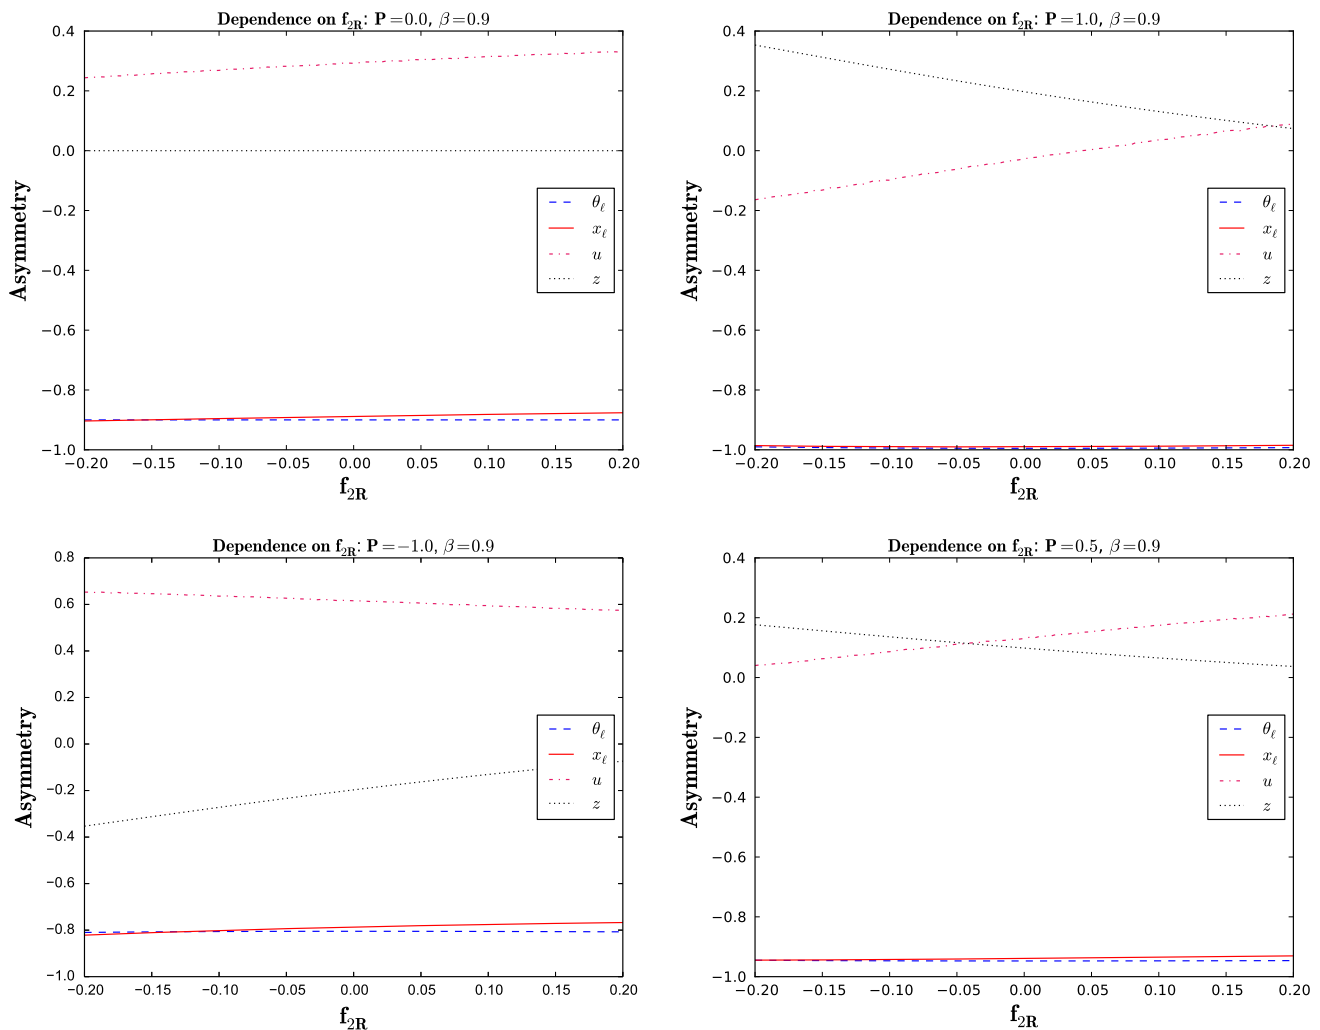 Dependence on f2R: P=0.0, β=0.9
0.4
0.2
0.0
−0.2
−0.4
−0.6
−0.8
−1.0
Asymmetry
θℓ
xℓ
u
z
−0.20 −0.15 −0.10 −0.05 0.00 0.05 0.10 0.15 0.20
f2R
Dependence on f2R: P=1.0, β=0.9
0.4
0.2
0.0
−0.2
−0.4
−0.6
−0.8
−1.0
Asymmetry
θℓ
xℓ
u
z
−0.20 −0.15 −0.10 −0.05 0.00 0.05 0.10 0.15 0.20
f2R
Dependence on f2R: P=−1.0, β=0.9
0.8
0.6
0.4
0.2
0.0
−0.2
−0.4
−0.6
−0.8
−1.0
Asymmetry
θℓ
xℓ
u
z
−0.20 −0.15 −0.10 −0.05 0.00 0.05 0.10 0.15 0.20
f2R
Dependence on f2R: P=0.5, β=0.9
0.4
0.2
0.0
−0.2
−0.4
−0.6
−0.8
−1.0
Asymmetry
θℓ
xℓ
u
z
−0.20 −0.15 −0.10 −0.05 0.00 0.05 0.10 0.15 0.20
f2R